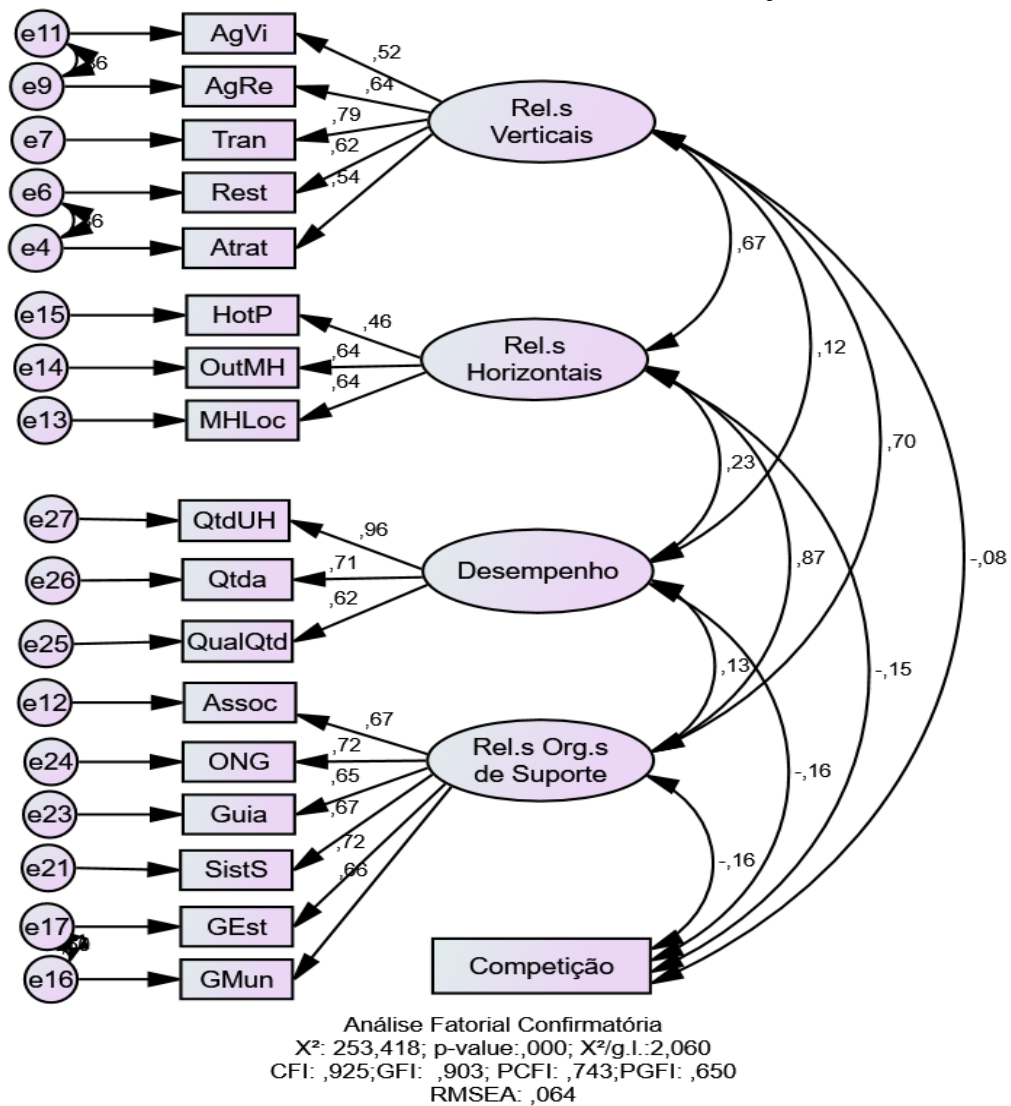 e11
AgVi
,52
e9
AgRe
,64
e7
Tran
,79
e6
Rest
,62
e4
Atrat
,54
Rel.s
Verticais
e15
HotP
,46
e14
OutMH
,64
e13
MHLoc
,64
Rel.s
Horizontais
,67
,12
,70
-,08
e27
QtdUH
,96
e26
Qtda
,71
e25
QualQtd
,62
Desempenho
,23
,87
-,15
e12
Assoc
,67
e24
ONG
,72
e23
Guia
,65
e21
SistS
,67
e17
GEst
,72
e16
GMun
,66
Rel.s Org.s
de Suporte
,13
-,16
-,16
Competição
Análise Fatorial Confirmatória
X²: 253,418; p-value:,000; X²/g.l.:2,060
CFI: ,925;GFI: ,903; PCFI: ,743;PGFI: ,650
RMSEA: ,064